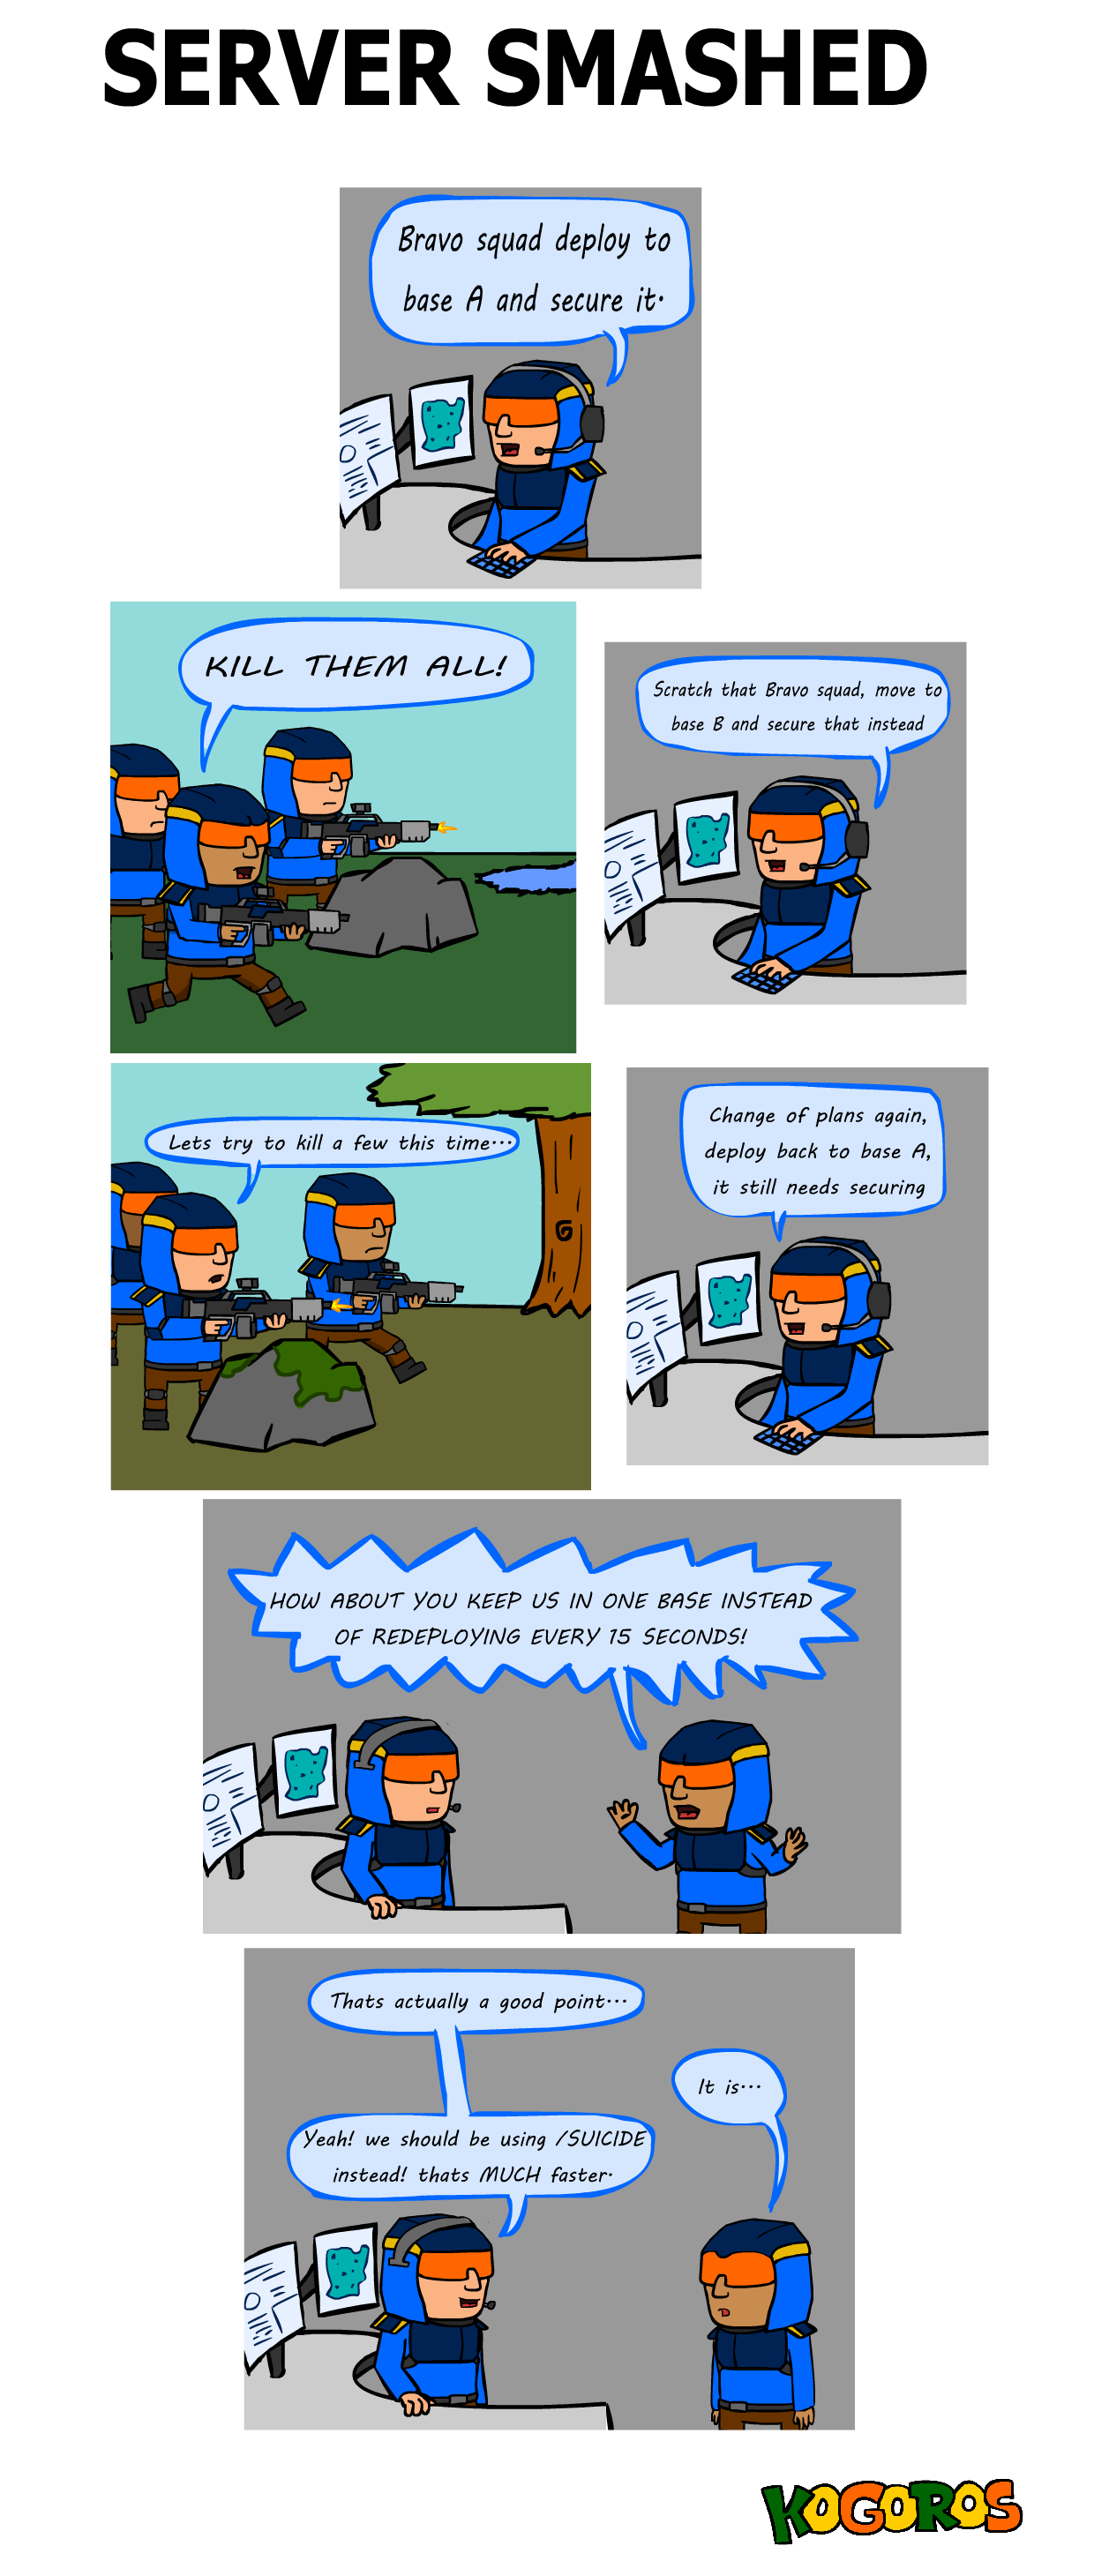 SERVER SMASHED
Bravo squad deploy to
base A and secure it.
KILL THEM ALL!
Scratch that Bravo squad, move to
base B and secure that instead
Lets try to kill a few this time...
Change of plans again,
deploy back to base A,
it still needs securing
HOW ABOUT YOU KEEP US IN ONE BASE INSTEAD
OF REDEPLOYING EVERY 15 SECONDS!
Thats actually a good point...
It is...
Yeah! we should be using /SUICIDE
instead! thats MUCH faster.
KOGOROS